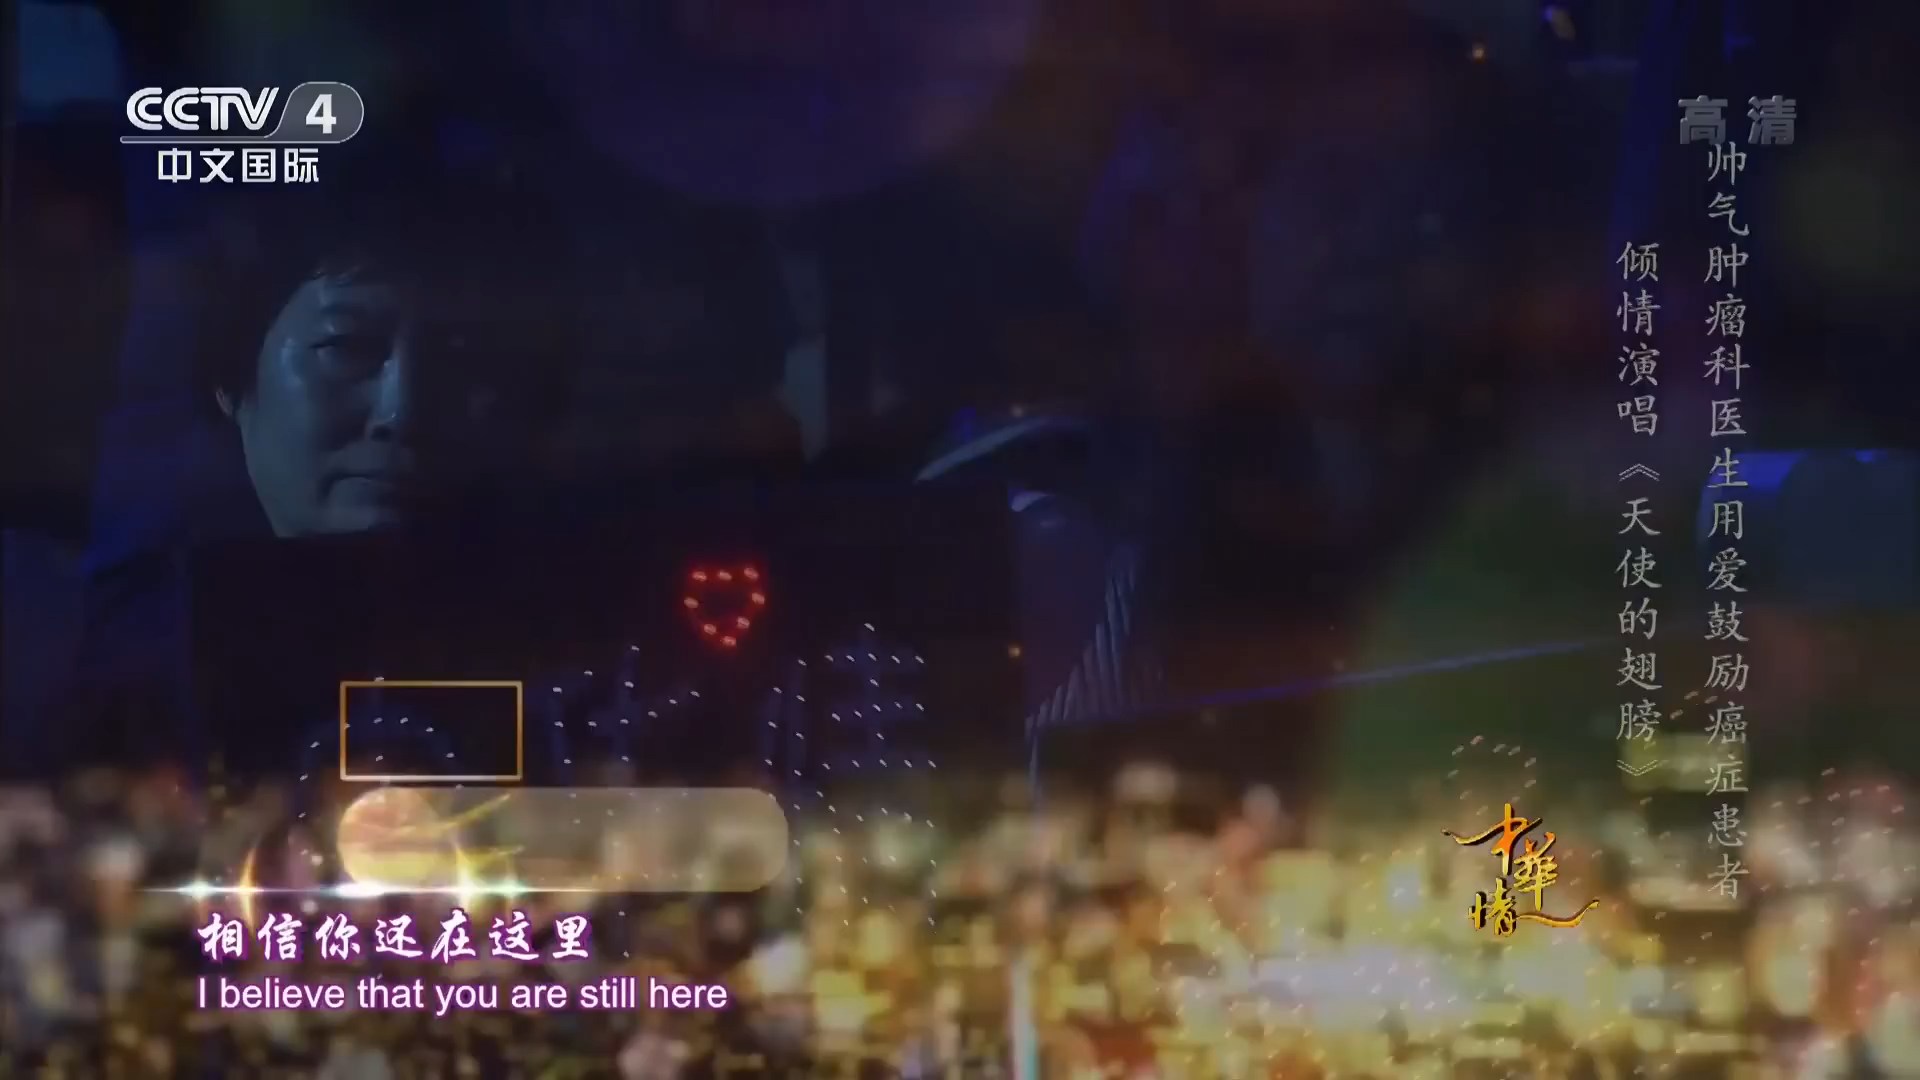 CCTV 4
中文国际
高清
帅气肿瘤科医生用爱鼓励癌症患者
倾情演唱《天使的翅膀》
中華情
相信你还在这里
I believe that you are still here